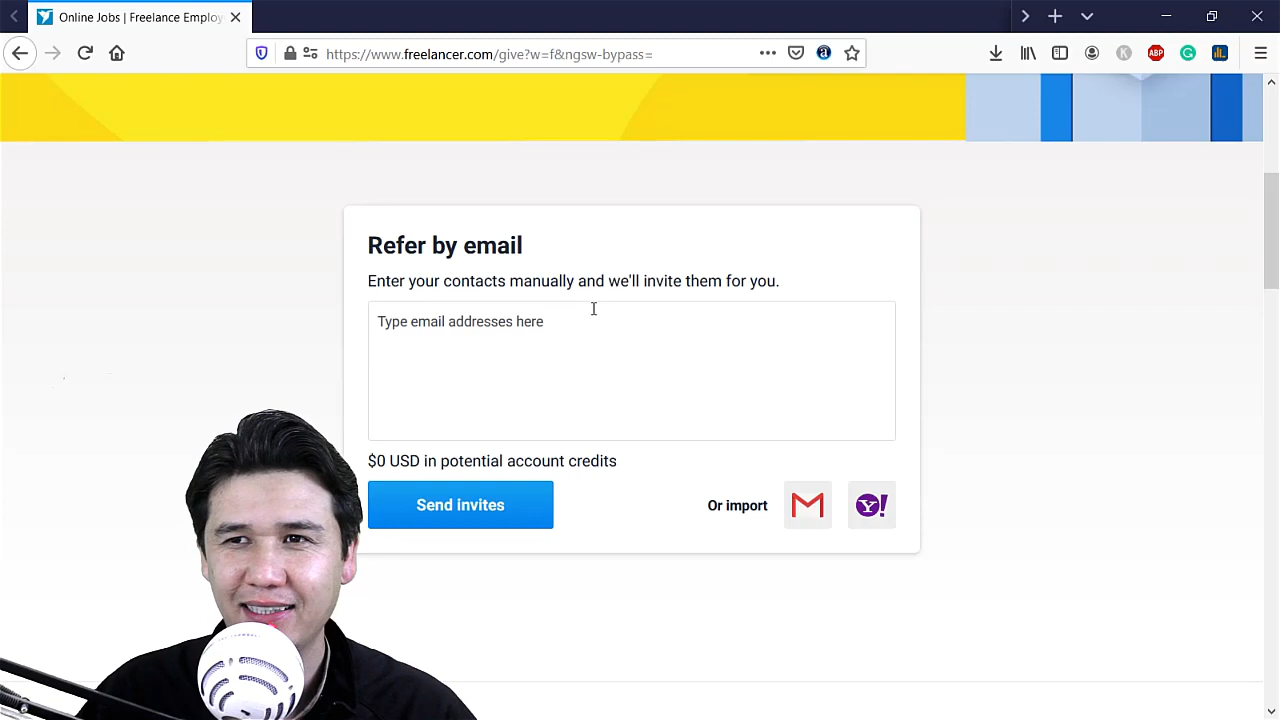 Online Jobs | Freelance Employ
https://www.freelancer.com/give?w=f&ngsw-bypass=
K
ABP
Refer by email
Enter your contacts manually and we'll invite them for you.
Type email addresses here
$0 USD in potential account credits
Send invites
Or import
Y!